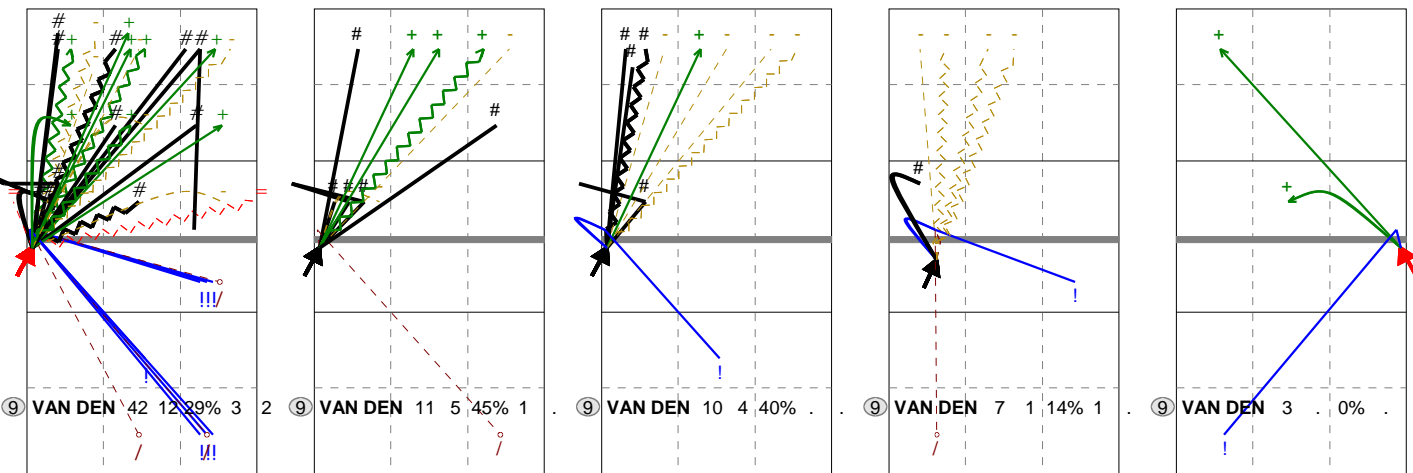 9 VAN DEN 42 12 29% 3 2
9 VAN DEN 11 5 45% 1 .
9 VAN DEN 10 4 40% . .
9 VAN DEN 7 1 14% 1 .
9 VAN DEN 3 . 0% .